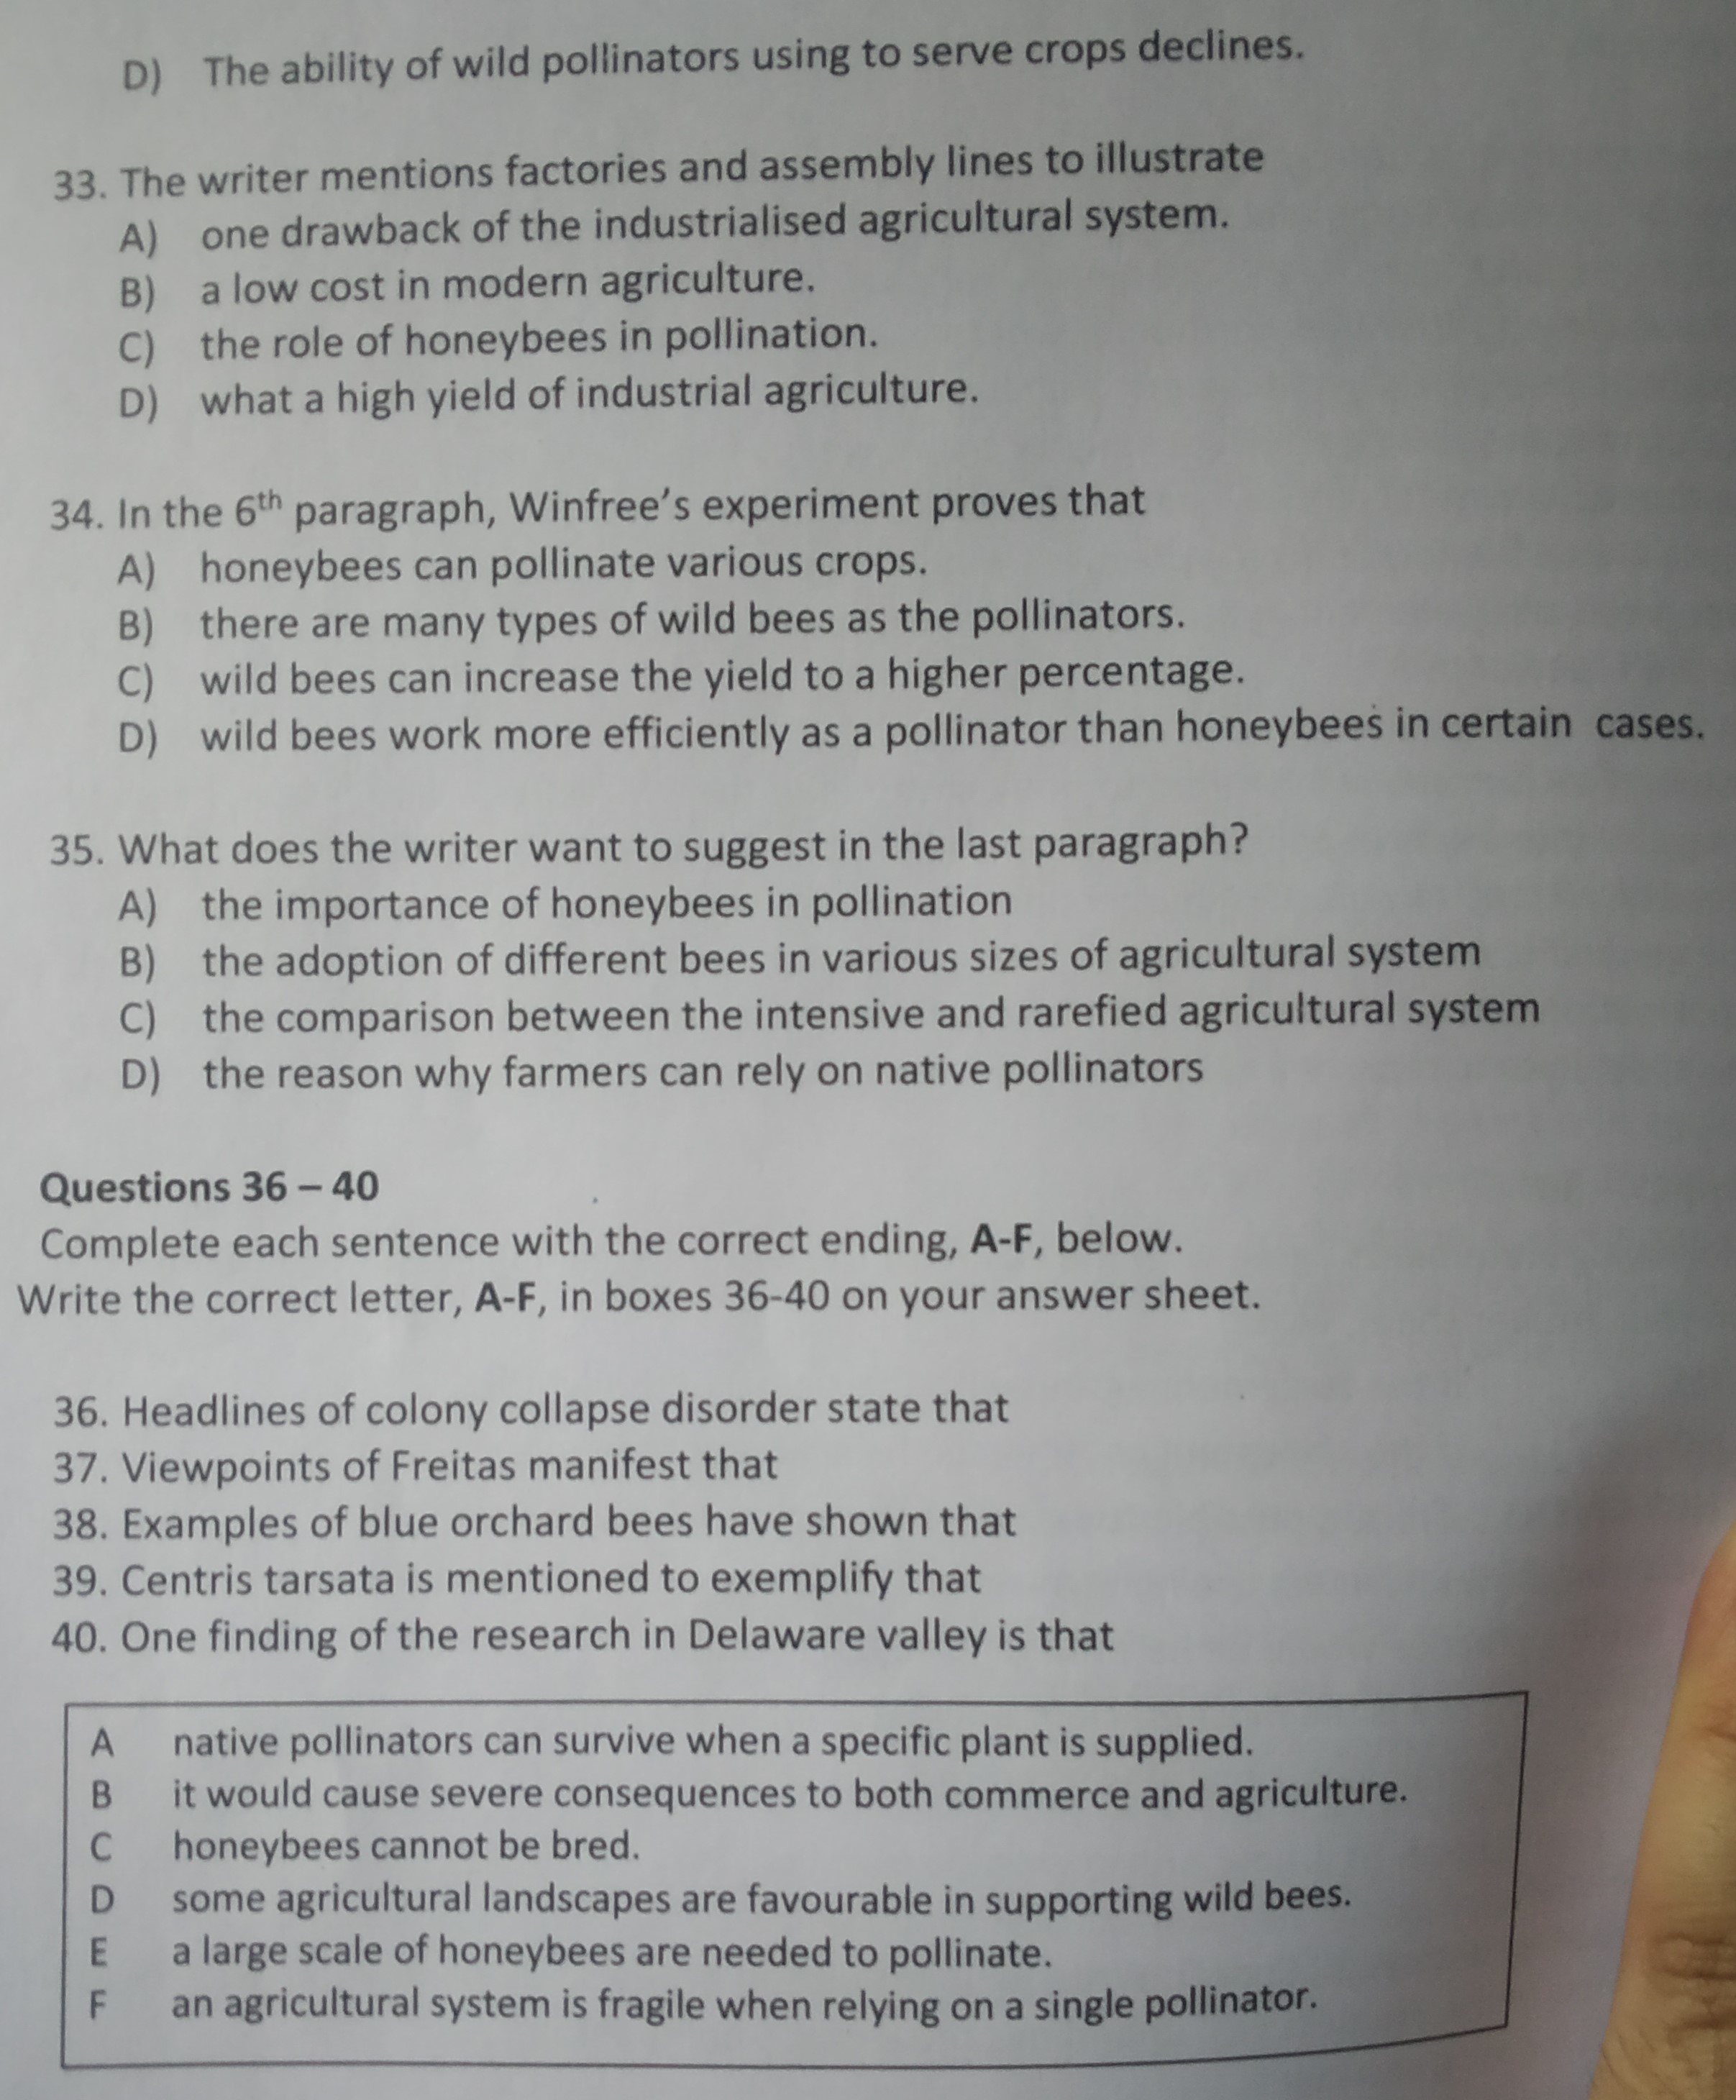 D) The ability of wild pollinators using to serve crops declines.
33. The writer mentions factories and assembly lines to illustrate
A) one drawback of the industrialised agricultural system.
B) a low cost in modern agriculture.
C) the role of honeybees in pollination.
D) what a high yield of industrial agriculture.
34. In the 6th paragraph, Winfree's experiment proves that
A) honeybees can pollinate various crops.
B) there are many types of wild bees as the pollinators.
C) wild bees can increase the yield to a higher percentage.
D) wild bees work more efficiently as a pollinator than honeybees in certain cases.
35. What does the writer want to suggest in the last paragraph?
A) the importance of honeybees in pollination
B) the adoption of different bees in various sizes of agricultural system
C) the comparison between the intensive and rarefied agricultural system
D) the reason why farmers can rely on native pollinators
Questions 36 – 40
Complete each sentence with the correct ending, A-F, below.
Write the correct letter, A-F, in boxes 36-40 on your answer sheet.
36. Headlines of colony collapse disorder state that
37. Viewpoints of Freitas manifest that
38. Examples of blue orchard bees have shown that
39. Centris tarsata is mentioned to exemplify that
40. One finding of the research in Delaware valley is that
A native pollinators can survive when a specific plant is supplied.
B it would cause severe consequences to both commerce and agriculture.
C honeybees cannot be bred.
D some agricultural landscapes are favourable in supporting wild bees.
E a large scale of honeybees are needed to pollinate.
F an agricultural system is fragile when relying on a single pollinator.